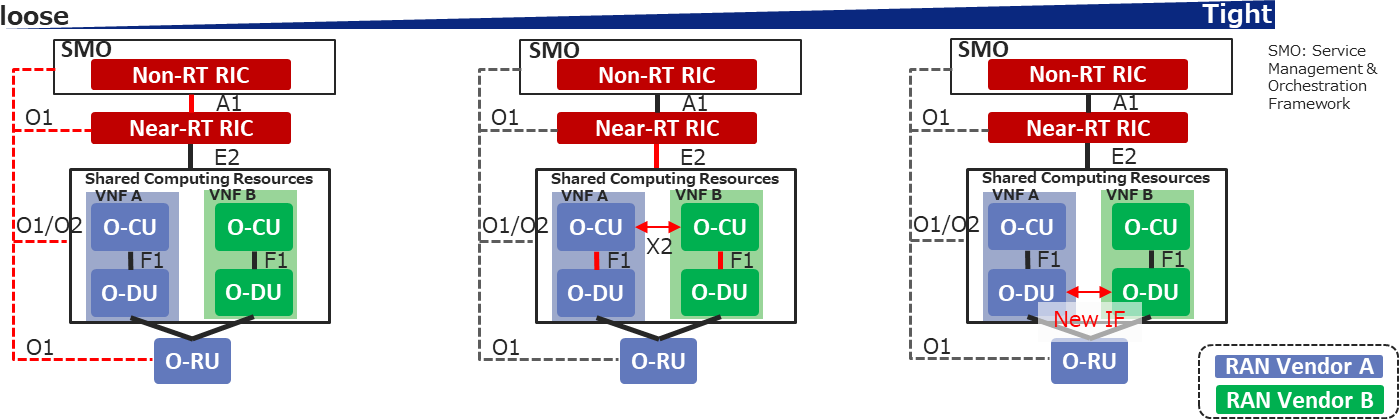 loose
Tight
SMO
Non-RT RIC
A1
O1
Near-RT RIC
E2
Shared Computing Resources
VNF A
VNF B
O-CU
O-CU
O1/O2
F1
F1
O-DU
O-DU
O1
O-RU
SMO
Non-RT RIC
A1
O1
Near-RT RIC
E2
Shared Computing Resources
VNF A
VNF B
O-CU
O-CU
O1/O2
X2
F1
F1
O-DU
O-DU
O1
O-RU
SMO
Non-RT RIC
A1
O1
Near-RT RIC
E2
Shared Computing Resources
VNF A
VNF B
O-CU
O-CU
O1/O2
F1
F1
O-DU
O-DU
New IF
O1
O-RU
SMO: Service
Management &
Orchestration
Framework
RAN Vendor A
RAN Vendor B